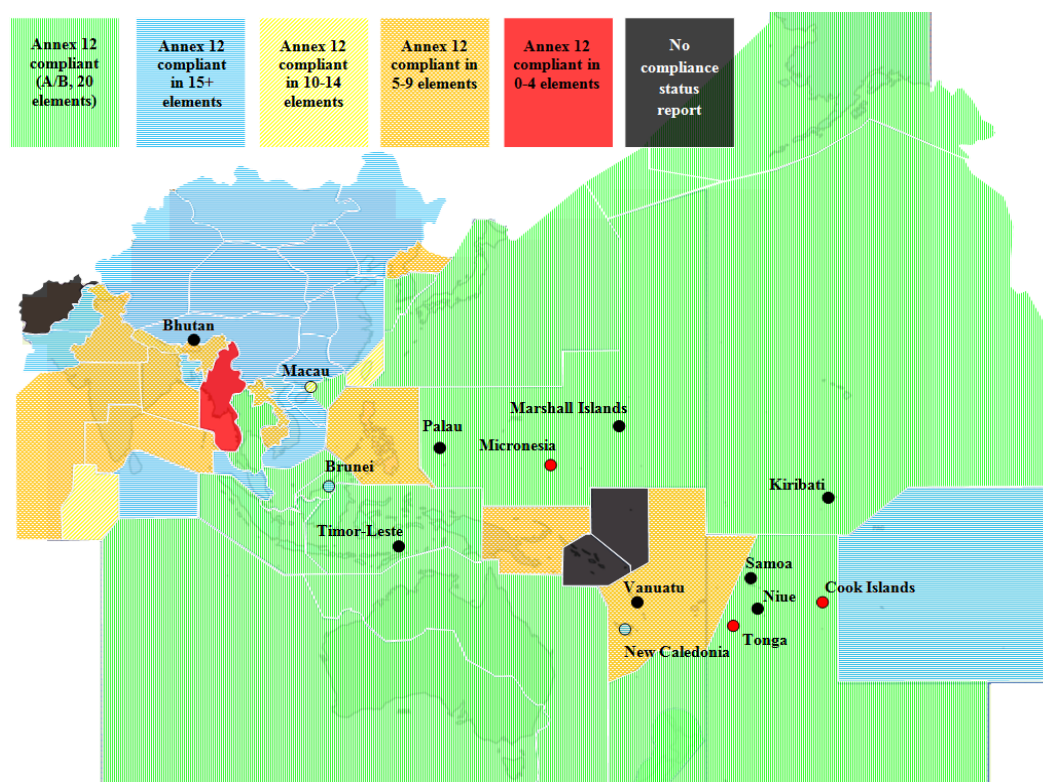 Annex 12
compliant
(A/B, 20
elements)
Annex 12
compliant
in 15+
elements
Annex 12
compliant
in 10-14
elements
Annex 12
compliant in
5-9 elements
Annex 12
compliant in
0-4 elements
No
compliance
status
report
Bhutan
Macau
Marshall Islands
Palau
Micronesia
Brunei
Kiribati
Timor-Leste
Samoa
Vanuatu
Niue
Cook Islands
Tonga
New Caledonia